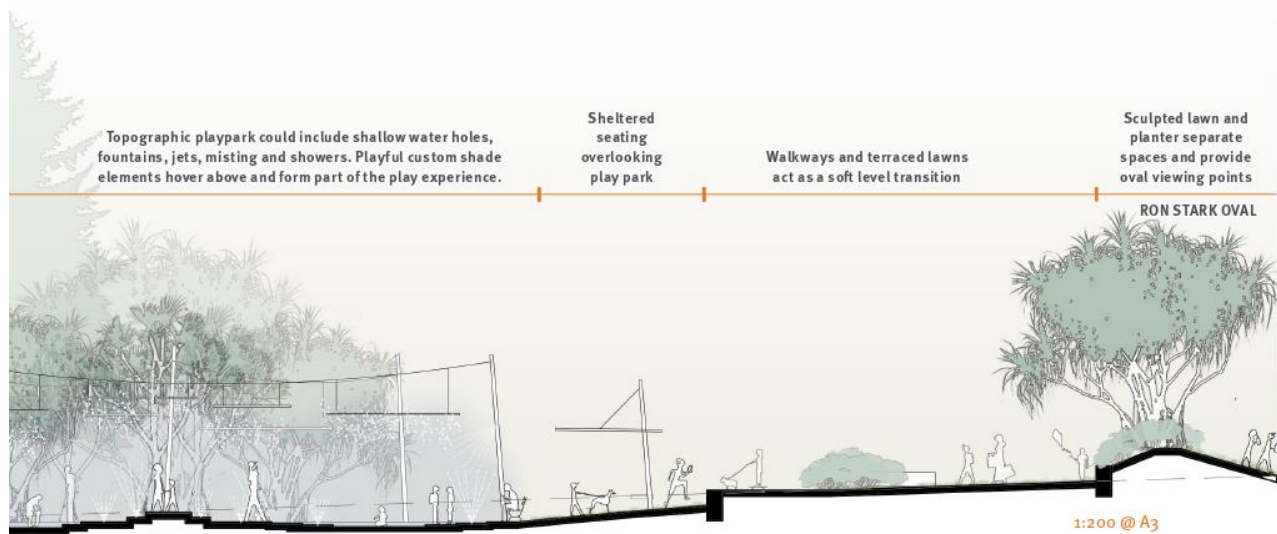 Topographic playpark could include shallow water holes,
fountains, jets, misting and showers. Playful custom shade
elements hover above and form part of the play experience.
Sheltered
seating
overlooking
play park
Walkways and terraced lawns
act as a soft level transition
Sculpted lawn and
planter separate
spaces and provide
oval viewing points
RON STARK OVAL
1:200 @ A3